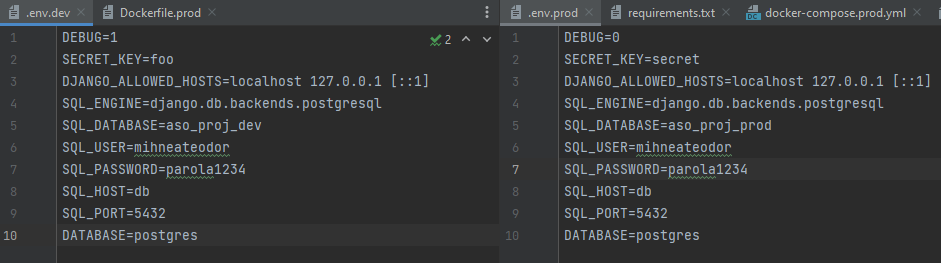 .env.dev
Dockerfile.prod
2
1 DEBUG=1
2 SECRET_KEY=foo
3 DJANGO_ALLOWED_HOSTS=localhost 127.0.0.1 [::1]
4 SQL_ENGINE=django.db.backends.postgresql
5 SQL_DATABASE=aso_proj_dev
6 SQL_USER=mihneateodor
7 SQL_PASSWORD=parola1234
8 SQL_HOST=db
9 SQL_PORT=5432
10 DATABASE=postgres
.env.prod
requirements.txt
DC
docker-compose.prod.yml
1 DEBUG=0
2 SECRET_KEY=secret
3 DJANGO_ALLOWED_HOSTS=localhost 127.0.0.1 [::1]
4 SQL_ENGINE=django.db.backends.postgresql
5 SQL_DATABASE=aso_proj_prod
6 SQL_USER=mihneateodor
7 SQL_PASSWORD=parola1234
8 SQL_HOST=db
9 SQL_PORT=5432
10 DATABASE=postgres